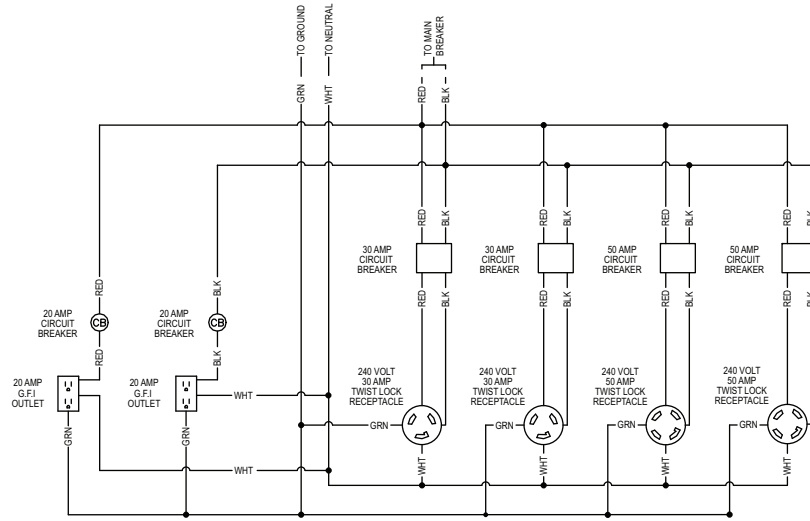 TO GROUND
TO NEUTRAL
TO MAIN
BREAKER
GRN
WHT
RED
BLK
RED
BLK
RED
BLK
RED
BLK
RED
BLK
30 AMP
CIRCUIT
BREAKER
30 AMP
CIRCUIT
BREAKER
50 AMP
CIRCUIT
BREAKER
50 AMP
CIRCUIT
BREAKER
RED
BLK
RED
BLK
RED
BLK
RED
BLK
RED
BLK
20 AMP
CIRCUIT
BREAKER
CB
20 AMP
CIRCUIT
BREAKER
CB
RED
BLK
20 AMP
G.F.I
OUTLET
20 AMP
G.F.I
OUTLET
WHT
240 VOLT
30 AMP
TWIST LOCK
RECEPTACLE
240 VOLT
30 AMP
TWIST LOCK
RECEPTACLE
240 VOLT
50 AMP
TWIST LOCK
RECEPTACLE
240 VOLT
50 AMP
TWIST LOCK
RECEPTACLE
GRN
GRN
GRN
GRN
GRN
GRN
WHT
WHT
WHT
WHT
WHT